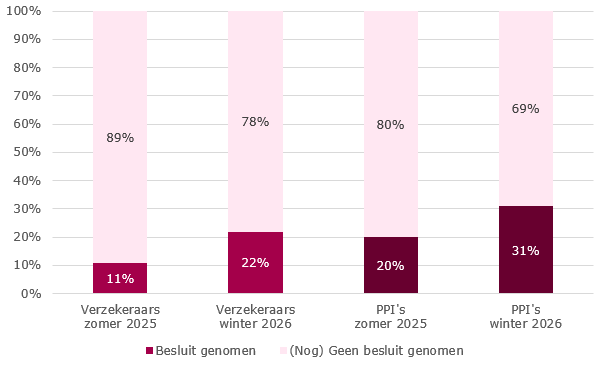 100%
90%
80%
70%
60%
50%
40%
30%
20%
10%
0%
89%
78%
80%
69%
11%
22%
20%
31%
Verzekeraars
zomer 2025
Verzekeraars
winter 2026
PPI's
zomer 2025
PPI's
winter 2026
Besluit genomen
(Nog) Geen besluit genomen